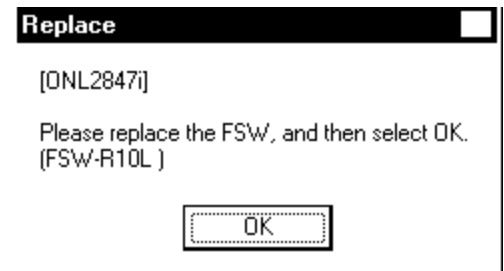 Replace
[ONL2847i]
Please replace the FSW, and then select OK.
(FSW-R10L )
OK